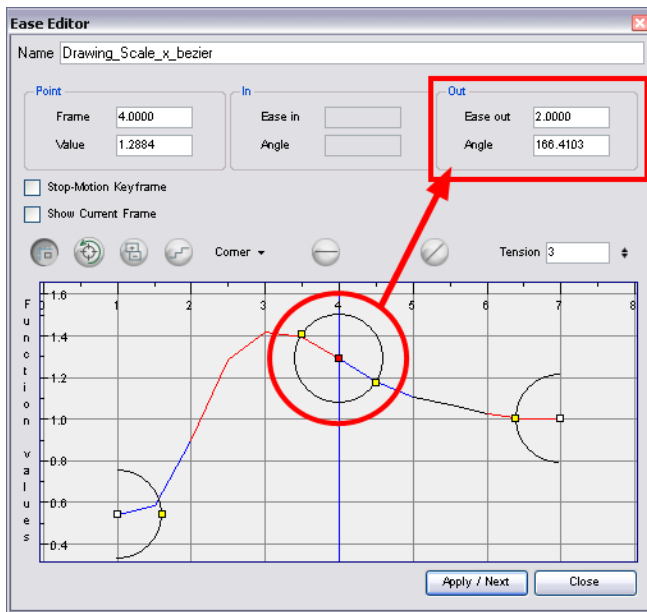 Ease Editor
Name Drawing_Scale_x_bezier
Point
Frame 4.0000
Value 1.2884
In
Ease in
Angle
Out
Ease out 2.0000
Angle 166.4103
Stop-Motion Keyframe
Show Current Frame
Corner
Tension 3
Function values
1.6
1.4
1.2
1.0
0.8
0.6
0.4
1 2 3 4 5 6 7 8
Apply / Next
Close